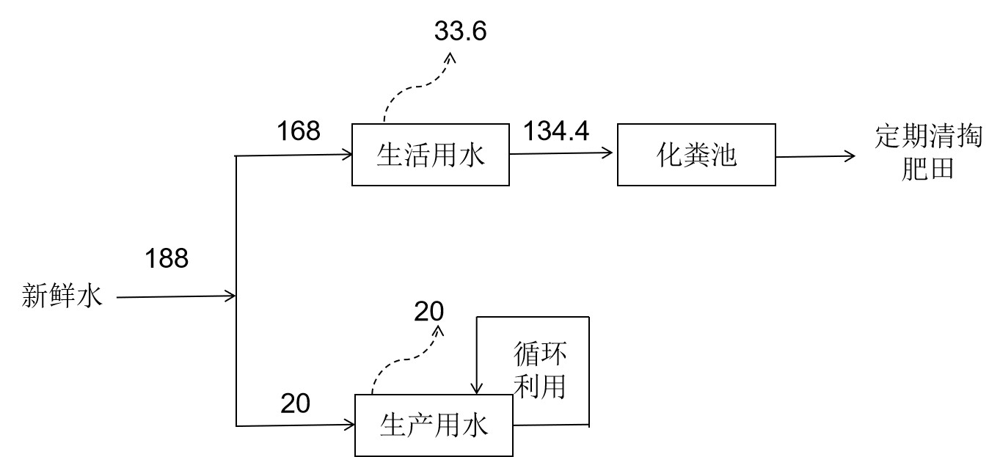 33.6
168
生活用水
134.4
化粪池
定期清掏
肥田
188
新鲜水
20
循环
利用
20
生产用水